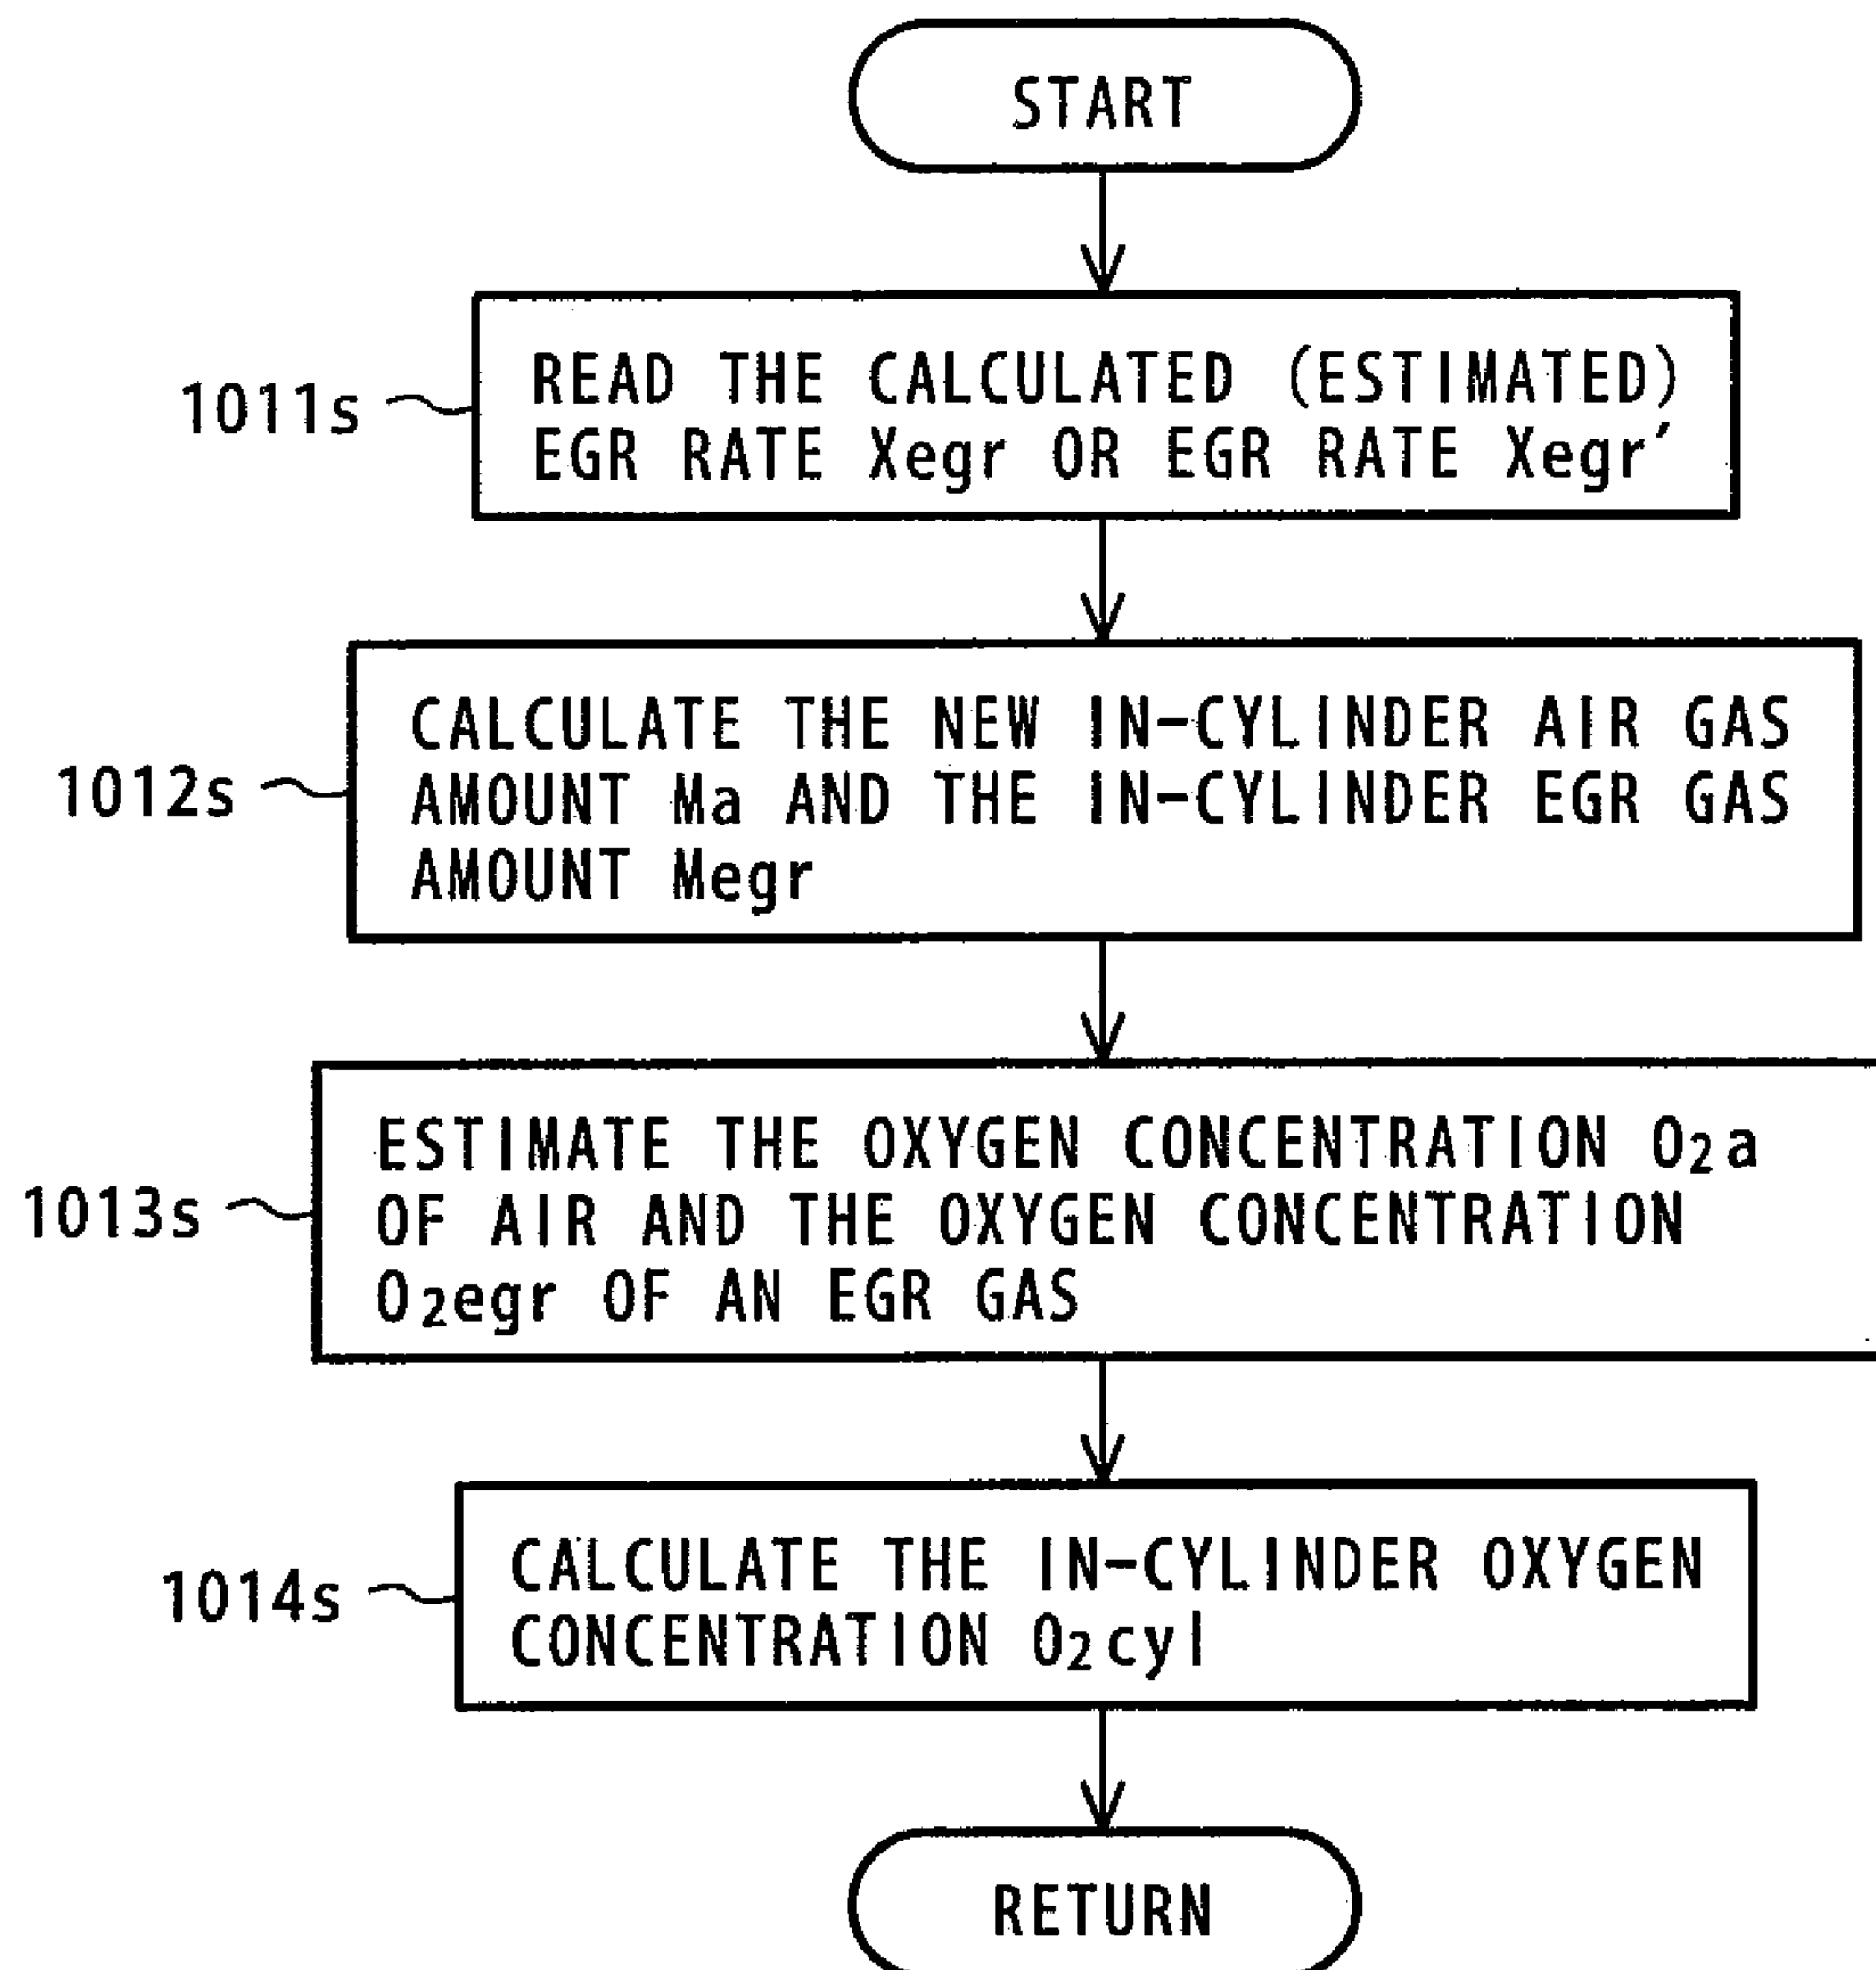 START
1011s
READ THE CALCULATED (ESTIMATED)
EGR RATE Xegr OR EGR RATE Xegr′
1012s
CALCULATE THE NEW IN-CYLINDER AIR GAS
AMOUNT Ma AND THE IN-CYLINDER EGR GAS
AMOUNT Megr
1013s
ESTIMATE THE OXYGEN CONCENTRATION O₂a
OF AIR AND THE OXYGEN CONCENTRATION
O₂egr OF AN EGR GAS
1014s
CALCULATE THE IN-CYLINDER OXYGEN
CONCENTRATION O₂cyl
RETURN